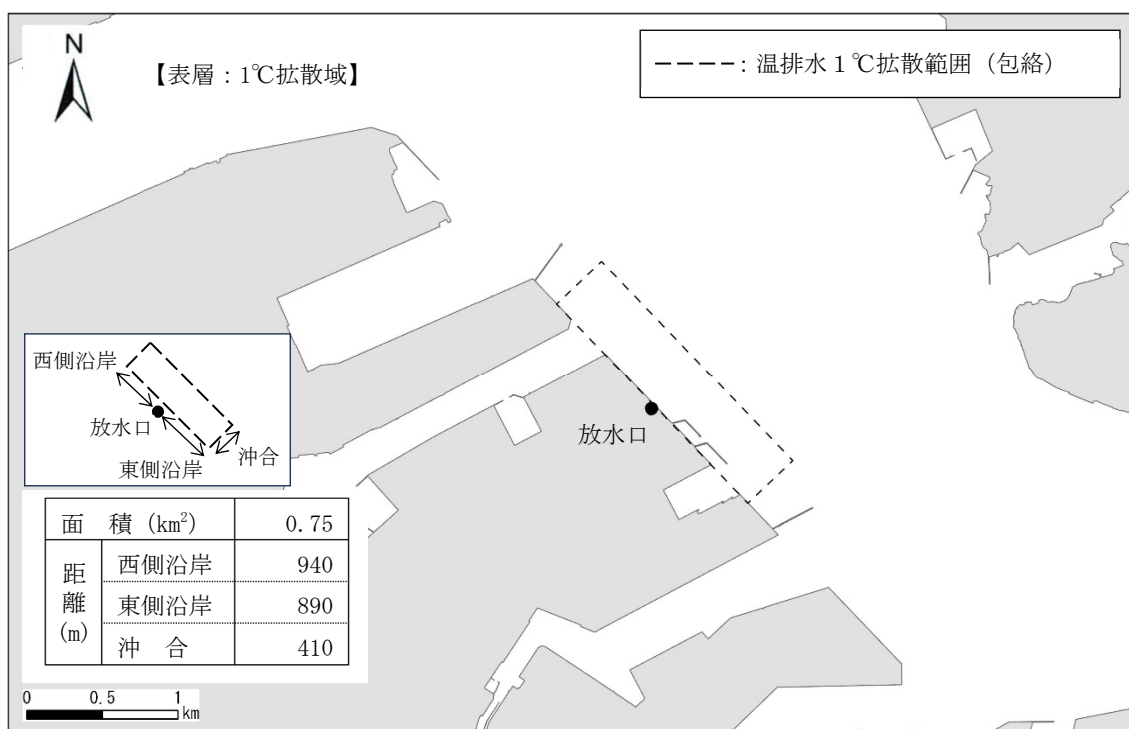 N
【表層：1℃拡散域】
：温排水１℃拡散範囲（包絡）
西側沿岸
放水口
東側沿岸
沖合
放水口
面　積（km²） 0.75
距離(m)
西側沿岸 940
東側沿岸 890
沖　合 410
0 0.5 1
km